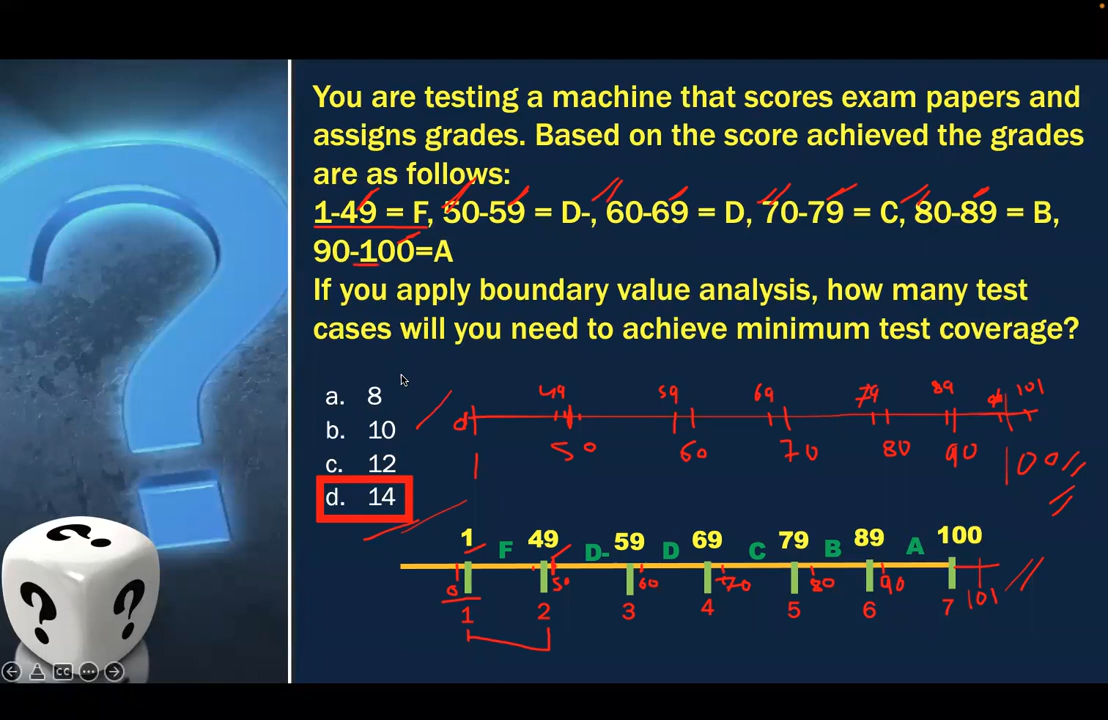 You are testing a machine that scores exam papers and
assigns grades. Based on the score achieved the grades
are as follows:
1-49 = F, 50-59 = D-, 60-69 = D, 70-79 = C, 80-89 = B,
90-100=A
If you apply boundary value analysis, how many test
cases will you need to achieve minimum test coverage?
a. 8
b. 10
c. 12
d. 14
49 59 69 79 89 101
0
1 50 60 70 80 90 100
1 49 59 69 79 89 100
F D- D C B A
0 50 60 70 80 90 101
1 2 3 4 5 6 7
CC